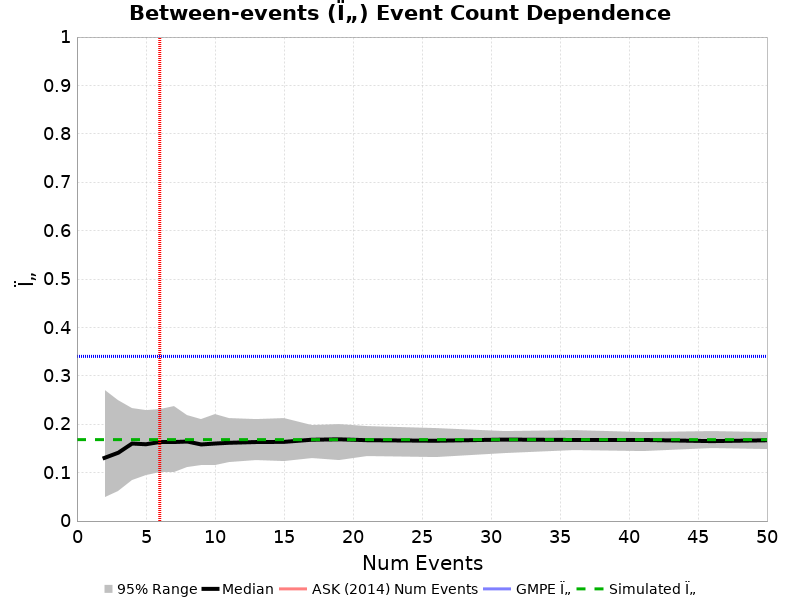 Between-events (Ï„) Event Count Dependence
1
0.9
0.8
0.7
0.6
0.5
0.4
0.3
0.2
0.1
0
Ï„
0 5 10 15 20 25 30 35 40 45 50
Num Events
95% Range Median ASK (2014) Num Events GMPE Ï„ Simulated Ï„